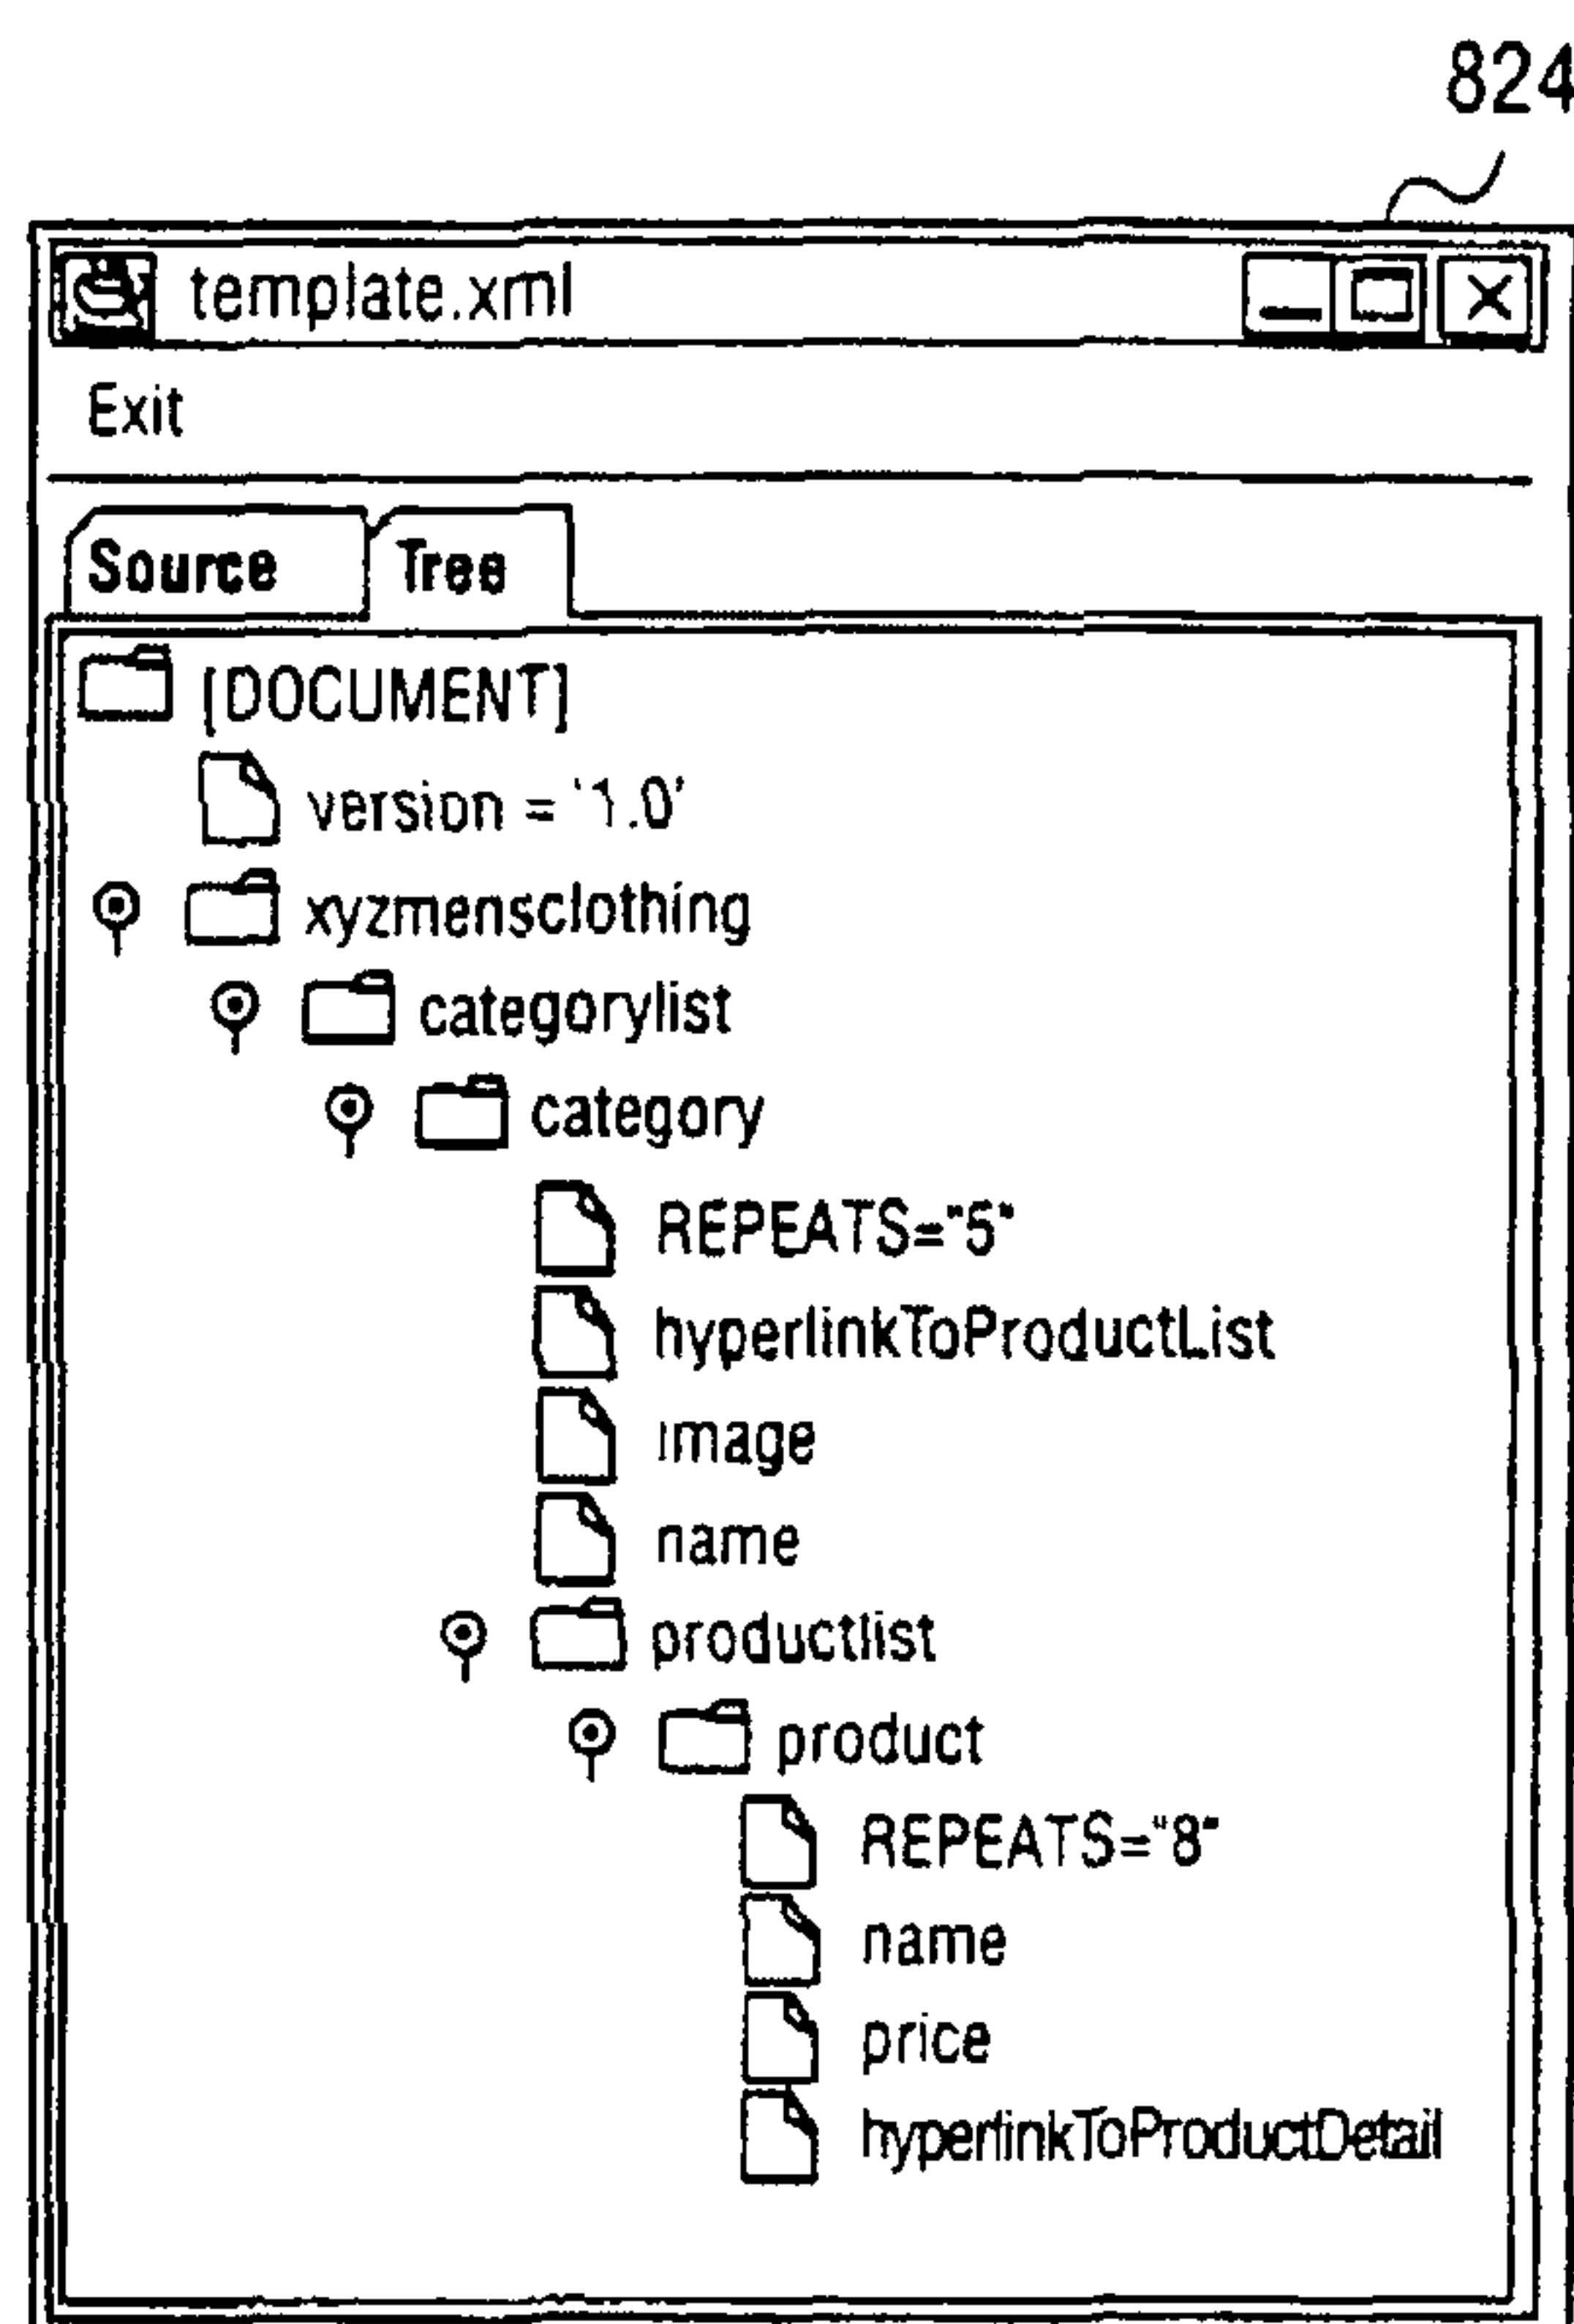 824
template.xml
Exit
Source Tree
[DOCUMENT]
version = '1.0'
xyzmensclothing
categorylist
category
REPEATS="5"
hyperlinkToProductList
image
name
productlist
product
REPEATS="8"
name
price
hyperlinkToProductDetail